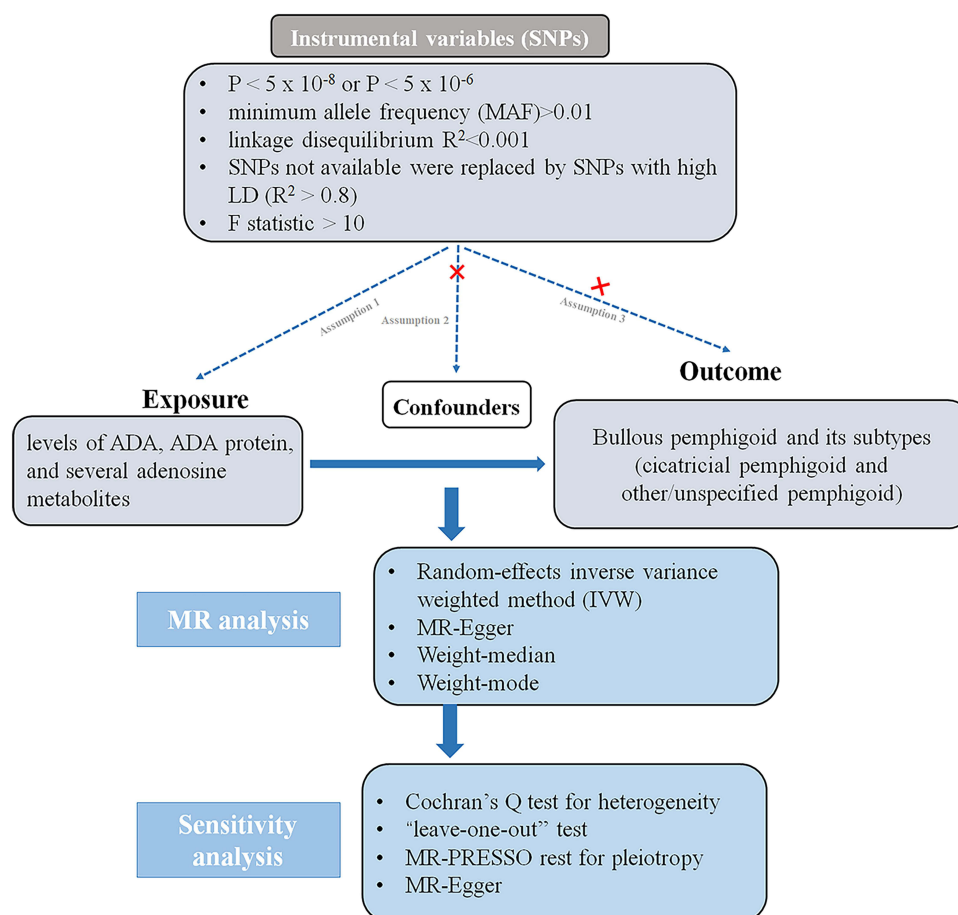 Instrumental variables (SNPs)
• P < 5 x 10⁻⁸ or P < 5 x 10⁻⁶
• minimum allele frequency (MAF)>0.01
• linkage disequilibrium R²<0.001
• SNPs not available were replaced by SNPs with high
LD (R² > 0.8)
• F statistic > 10
Assumption 1
Assumption 2
Assumption 3
Exposure
Confounders
Outcome
levels of ADA, ADA protein,
and several adenosine
metabolites
Bullous pemphigoid and its subtypes
(cicatricial pemphigoid and
other/unspecified pemphigoid)
MR analysis
• Random-effects inverse variance
weighted method (IVW)
• MR-Egger
• Weight-median
• Weight-mode
Sensitivity
analysis
• Cochran’s Q test for heterogeneity
• “leave-one-out” test
• MR-PRESSO rest for pleiotropy
• MR-Egger